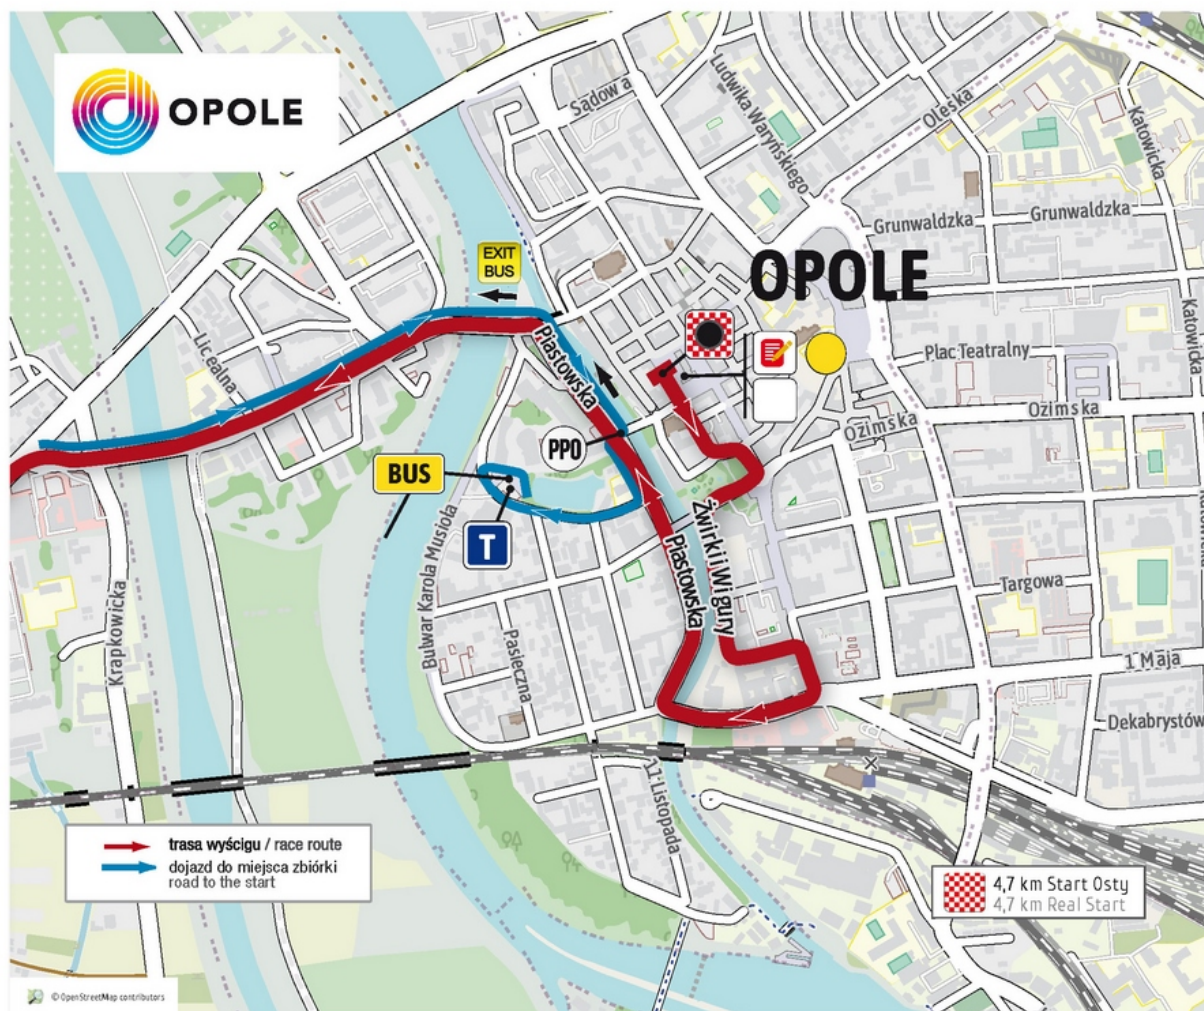 OPOLE
Sądowa
Ludwika Waryńskiego
Oleska
Katowicka
Grunwaldzka
Grunwaldzka
EXIT
BUS
OPOLE
Katowicka
Licealna
Piastowska
Plac Teatralny
Ozimska
Ozimska
PPO
BUS
T
Bulwar Karola Musioła
Piastowska
Żwirki i Wigury
Targowa
Krapkowicka
Pasieczna
1 Maja
Dekabrystów
11 Listopada
trasa wyścigu / race route
dojazd do miejsca zbiórki
road to the start
4,7 km Start Osty
4,7 km Real Start
© OpenStreetMap contributors